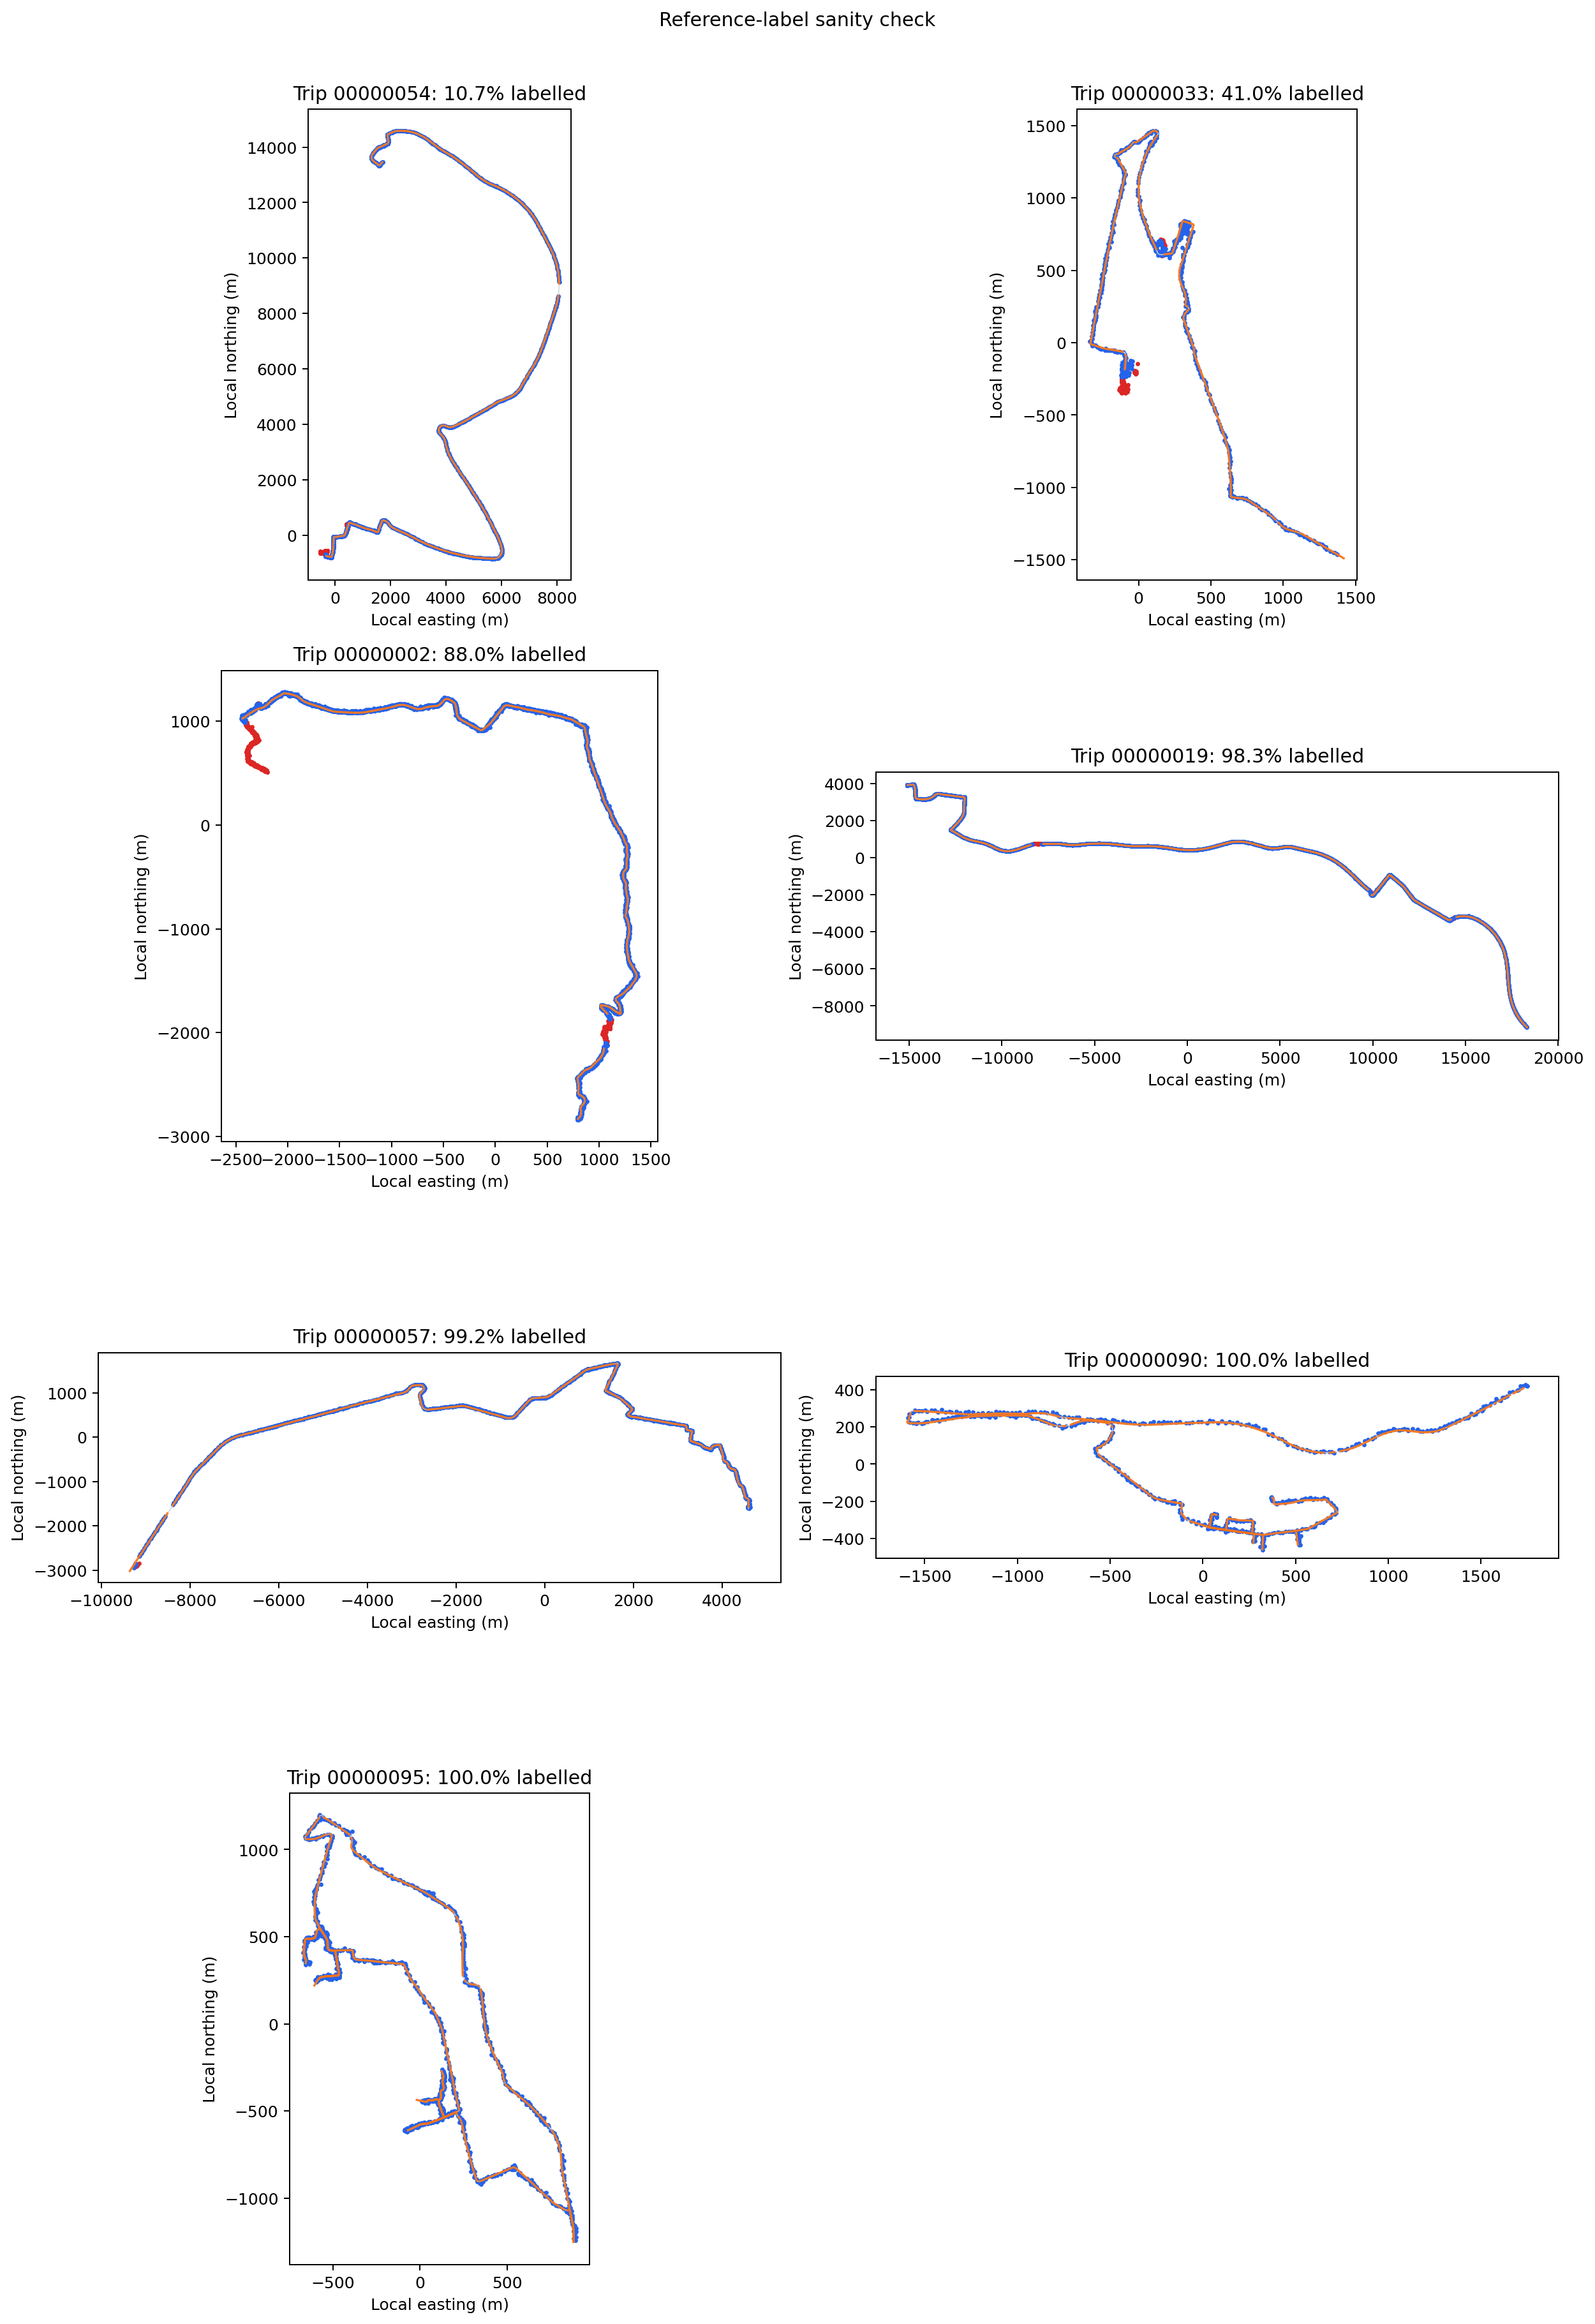 Reference-label sanity check
Trip 00000054: 10.7% labelled
14000
12000
10000
8000
6000
4000
2000
0
Local northing (m)
0 2000 4000 6000 8000
Local easting (m)
Trip 00000033: 41.0% labelled
1500
1000
500
0
−500
−1000
−1500
Local northing (m)
0 500 1000 1500
Local easting (m)
Trip 00000002: 88.0% labelled
1000
0
−1000
−2000
−3000
Local northing (m)
−2500 −2000 −1500 −1000 −500 0 500 1000 1500
Local easting (m)
Trip 00000019: 98.3% labelled
4000
2000
0
−2000
−4000
−6000
−8000
Local northing (m)
−15000 −10000 −5000 0 5000 10000 15000 20000
Local easting (m)
Trip 00000057: 99.2% labelled
1000
0
−1000
−2000
−3000
Local northing (m)
−10000 −8000 −6000 −4000 −2000 0 2000 4000
Local easting (m)
Trip 00000090: 100.0% labelled
400
200
0
−200
−400
Local northing (m)
−1500 −1000 −500 0 500 1000 1500
Local easting (m)
Trip 00000095: 100.0% labelled
1000
500
0
−500
−1000
Local northing (m)
−500 0 500
Local easting (m)